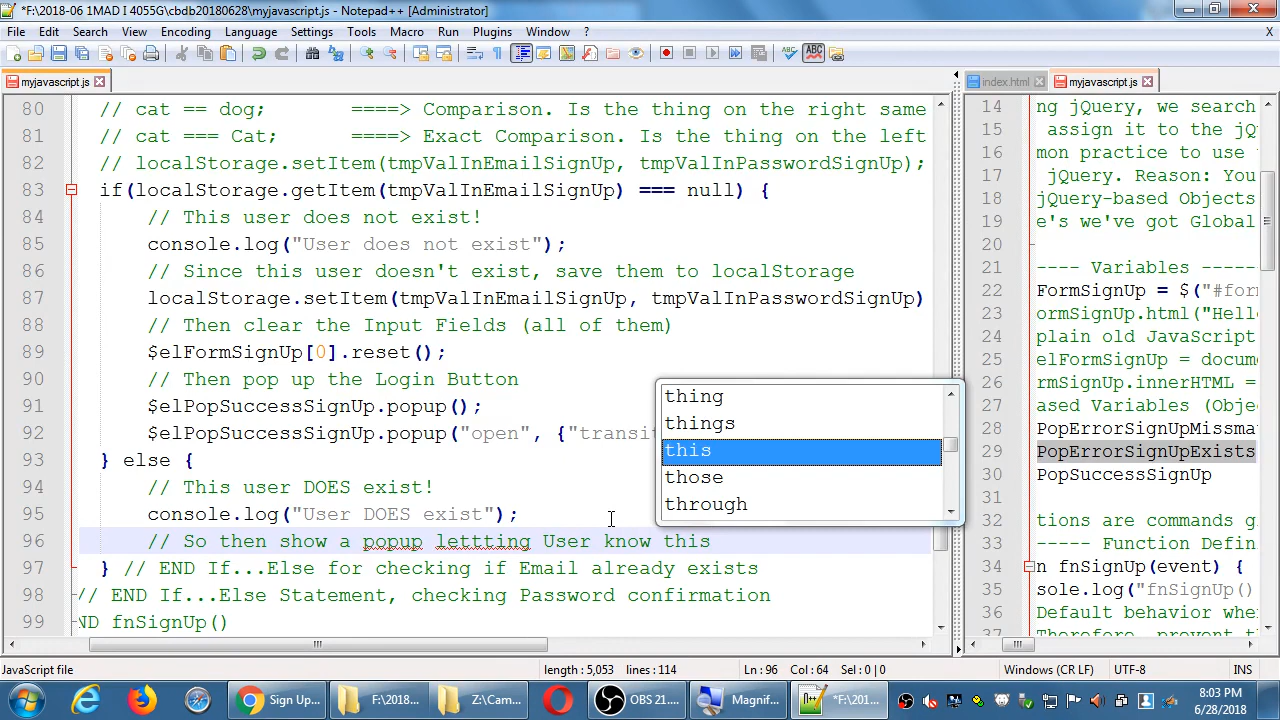 *F:\2018-06 1MAD I 4055G\cbdb20180628\myjavascript.js - Notepad++ [Administrator]
File Edit Search View Encoding Language Settings Tools Macro Run Plugins Window ? X
myjavascript.js
80 // cat == dog; ====> Comparison. Is the thing on the right same
81 // cat === Cat; ====> Exact Comparison. Is the thing on the left
82 // localStorage.setItem(tmpValInEmailSignUp, tmpValInPasswordSignUp);
83 if(localStorage.getItem(tmpValInEmailSignUp) === null) {
84 // This user does not exist!
85 console.log("User does not exist");
86 // Since this user doesn't exist, save them to localStorage
87 localStorage.setItem(tmpValInEmailSignUp, tmpValInPasswordSignUp)
88 // Then clear the Input Fields (all of them)
89 $elFormSignUp[0].reset();
90 // Then pop up the Login Button
91 $elPopSuccessSignUp.popup();
92 $elPopSuccessSignUp.popup("open", {"transit
93 } else {
94 // This user DOES exist!
95 console.log("User DOES exist");
96 // So then show a popup lettting User know this
97 } // END If...Else for checking if Email already exists
98 // END If...Else Statement, checking Password confirmation
99 ND fnSignUp()
thing
things
this
those
through
index.html myjavascript.js
14 ng jQuery, we search
15 assign it to the jQ
16 mon practice to use
17 jQuery. Reason: You
18 jQuery-based Objects
19 e's we've got Global
20
21 ---- Variables -----
22 FormSignUp = $("#for
23 ormSignUp.html("Hell
24 plain old JavaScript
25 elFormSignUp = docum
26 rmSignUp.innerHTML =
27 ased Variables (Obje
28 PopErrorSignUpMissma
29 PopErrorSignUpExists
30 PopSuccessSignUp
31
32 tions are commands g
33 ----- Function Defin
34 n fnSignUp(event) {
35 sole.log("fnSignUp()
36 Default behavior whe
37 Therefore, prevent th
JavaScript file length : 5,053 lines : 114 Ln : 96 Col : 64 Sel : 0 | 0 Windows (CR LF) UTF-8 INS
Sign Up... F:\2018... Z:\Cam... OBS 21.... Magnif... *F:\201...
8:03 PM
6/28/2018